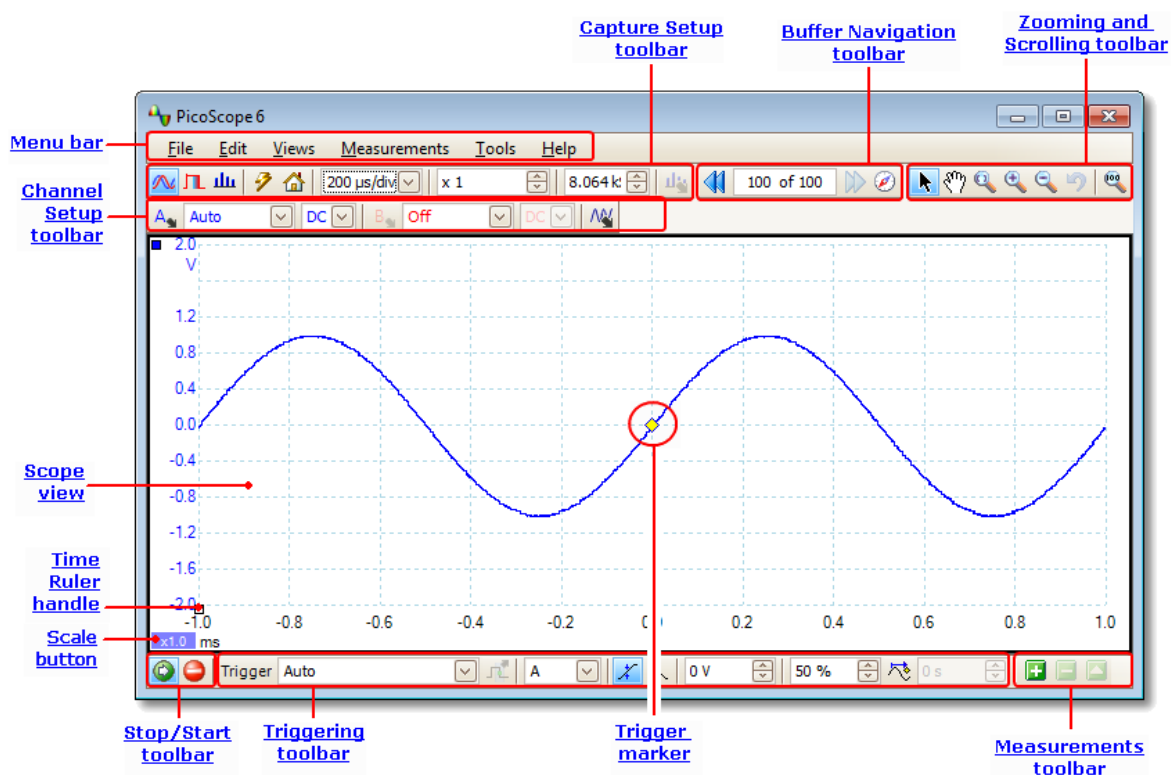 Capture Setup
toolbar
Buffer Navigation
toolbar
Zooming and
Scrolling toolbar
PicoScope 6
Menu bar
File Edit Views Measurements Tools Help
Channel
Setup
toolbar
200 µs/div x 1 8.064 k 100 of 100
A Auto DC B Off DC
2.0
V
1.2
0.8
0.4
0.0
-0.4
-0.8
-1.2
-1.6
-2.0
Scope
view
Time
Ruler
handle
-1.0 -0.8 -0.6 -0.4 -0.2 0.2 0.4 0.6 0.8 1.0
x1.0 ms
Scale
button
Trigger Auto A 0 V 50 % 0 s
Stop/Start
toolbar
Triggering
toolbar
Trigger
marker
Measurements
toolbar